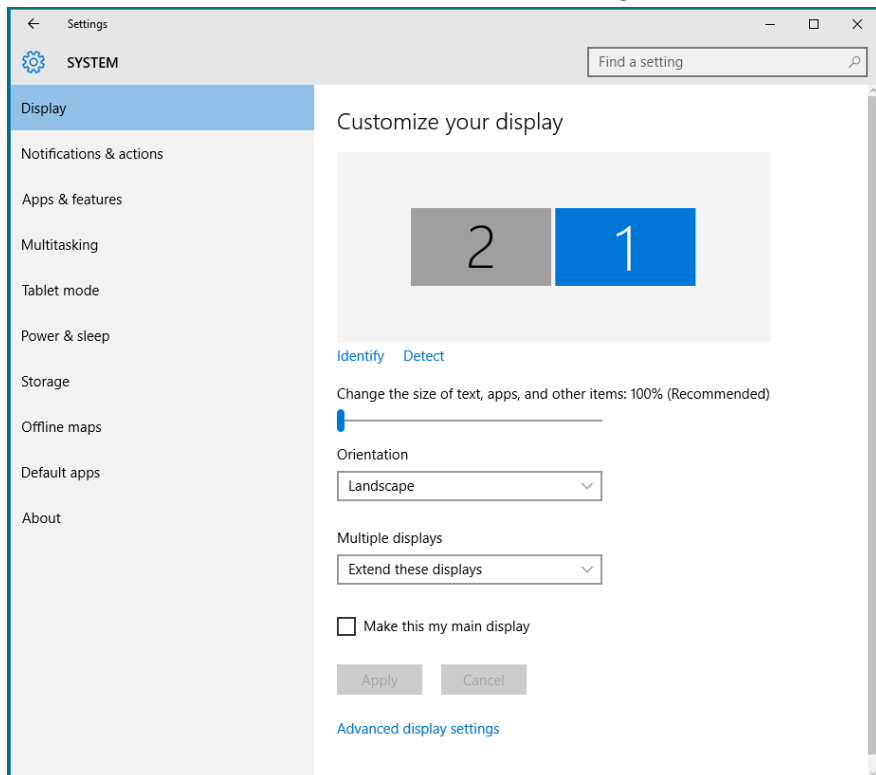 Settings
SYSTEM
Find a setting
Display
Notifications & actions
Apps & features
Multitasking
Tablet mode
Power & sleep
Storage
Offline maps
Default apps
About
Customize your display
2 1
Identify Detect
Change the size of text, apps, and other items: 100% (Recommended)
Orientation
Landscape
Multiple displays
Extend these displays
Make this my main display
Apply Cancel
Advanced display settings